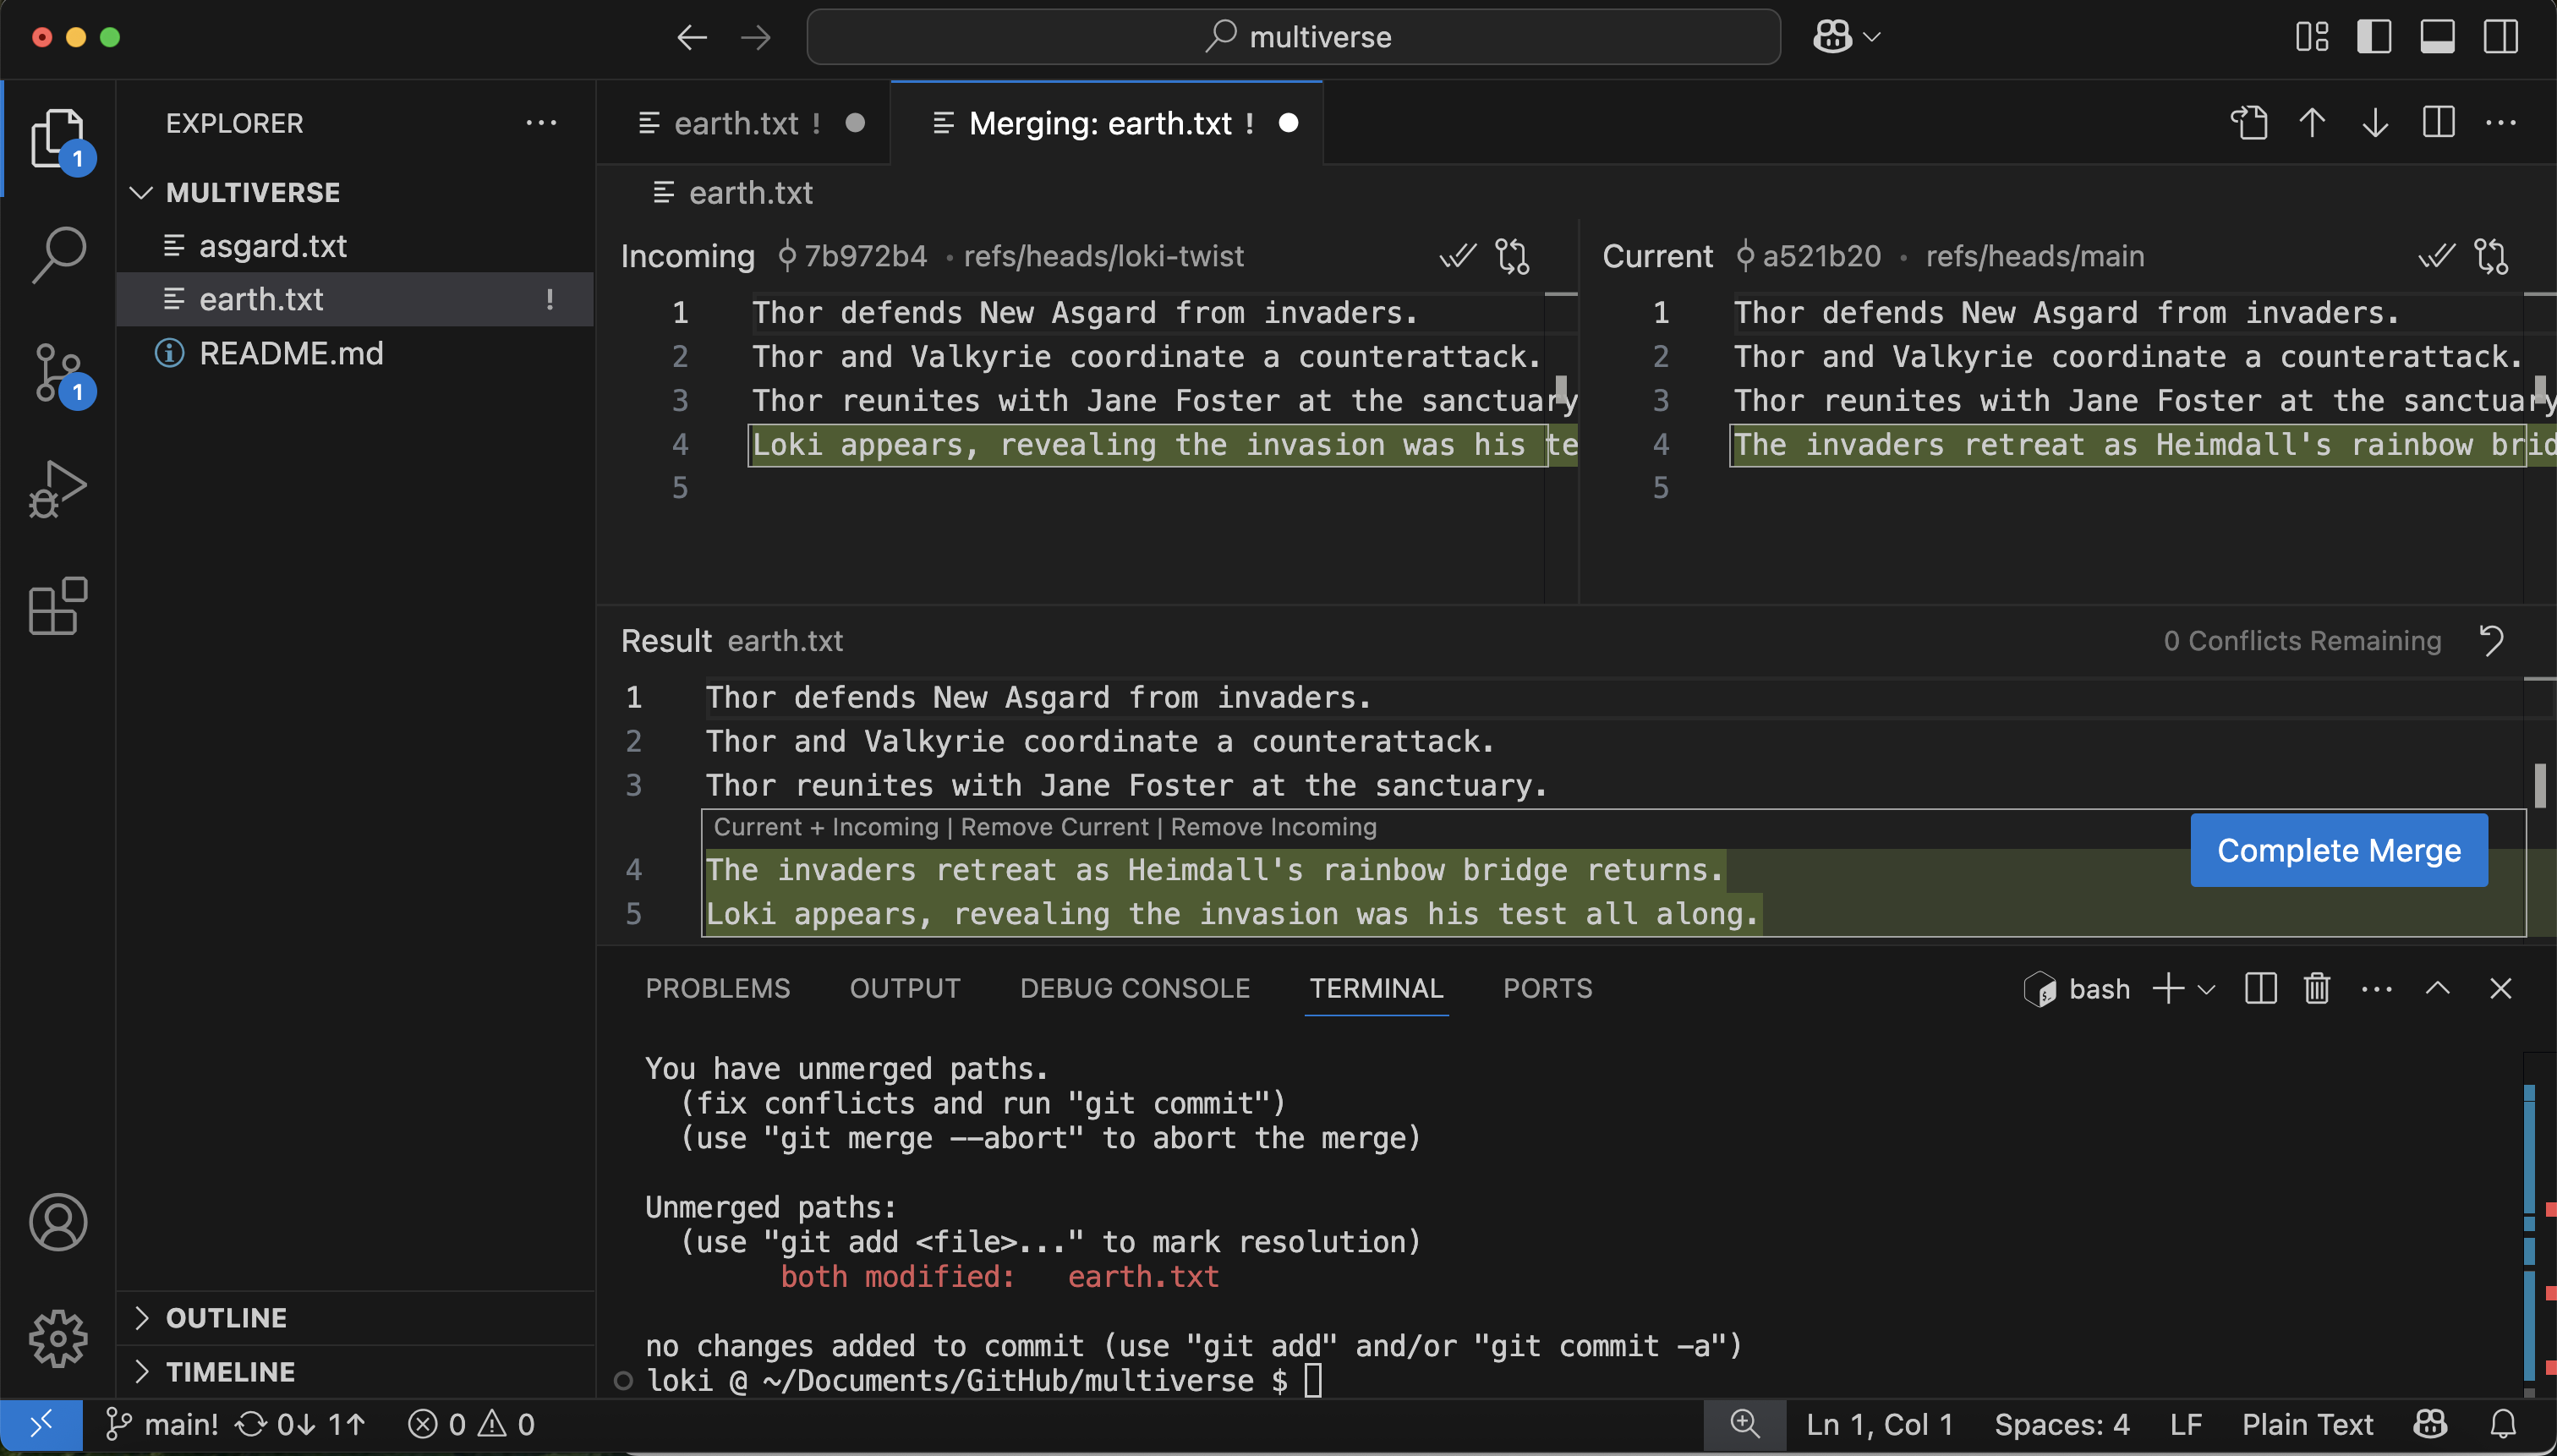 multiverse
EXPLORER
earth.txt !
Merging: earth.txt !
1
MULTIVERSE
asgard.txt
earth.txt !
README.md
1
earth.txt
Incoming 7b972b4 • refs/heads/loki-twist
1 Thor defends New Asgard from invaders.
2 Thor and Valkyrie coordinate a counterattack.
3 Thor reunites with Jane Foster at the sanctuary
4 Loki appears, revealing the invasion was his te
5
Current a521b20 • refs/heads/main
1 Thor defends New Asgard from invaders.
2 Thor and Valkyrie coordinate a counterattack.
3 Thor reunites with Jane Foster at the sanctuary
4 The invaders retreat as Heimdall's rainbow brid
5
Result earth.txt
0 Conflicts Remaining
1 Thor defends New Asgard from invaders.
2 Thor and Valkyrie coordinate a counterattack.
3 Thor reunites with Jane Foster at the sanctuary.
Current + Incoming | Remove Current | Remove Incoming
4 The invaders retreat as Heimdall's rainbow bridge returns.
5 Loki appears, revealing the invasion was his test all along.
Complete Merge
PROBLEMS OUTPUT DEBUG CONSOLE TERMINAL PORTS
bash
You have unmerged paths.
(fix conflicts and run "git commit")
(use "git merge --abort" to abort the merge)
Unmerged paths:
(use "git add <file>..." to mark resolution)
both modified: earth.txt
no changes added to commit (use "git add" and/or "git commit -a")
loki @ ~/Documents/GitHub/multiverse $
OUTLINE
TIMELINE
main! 0↓ 1↑ 0 0
Ln 1, Col 1 Spaces: 4 LF Plain Text